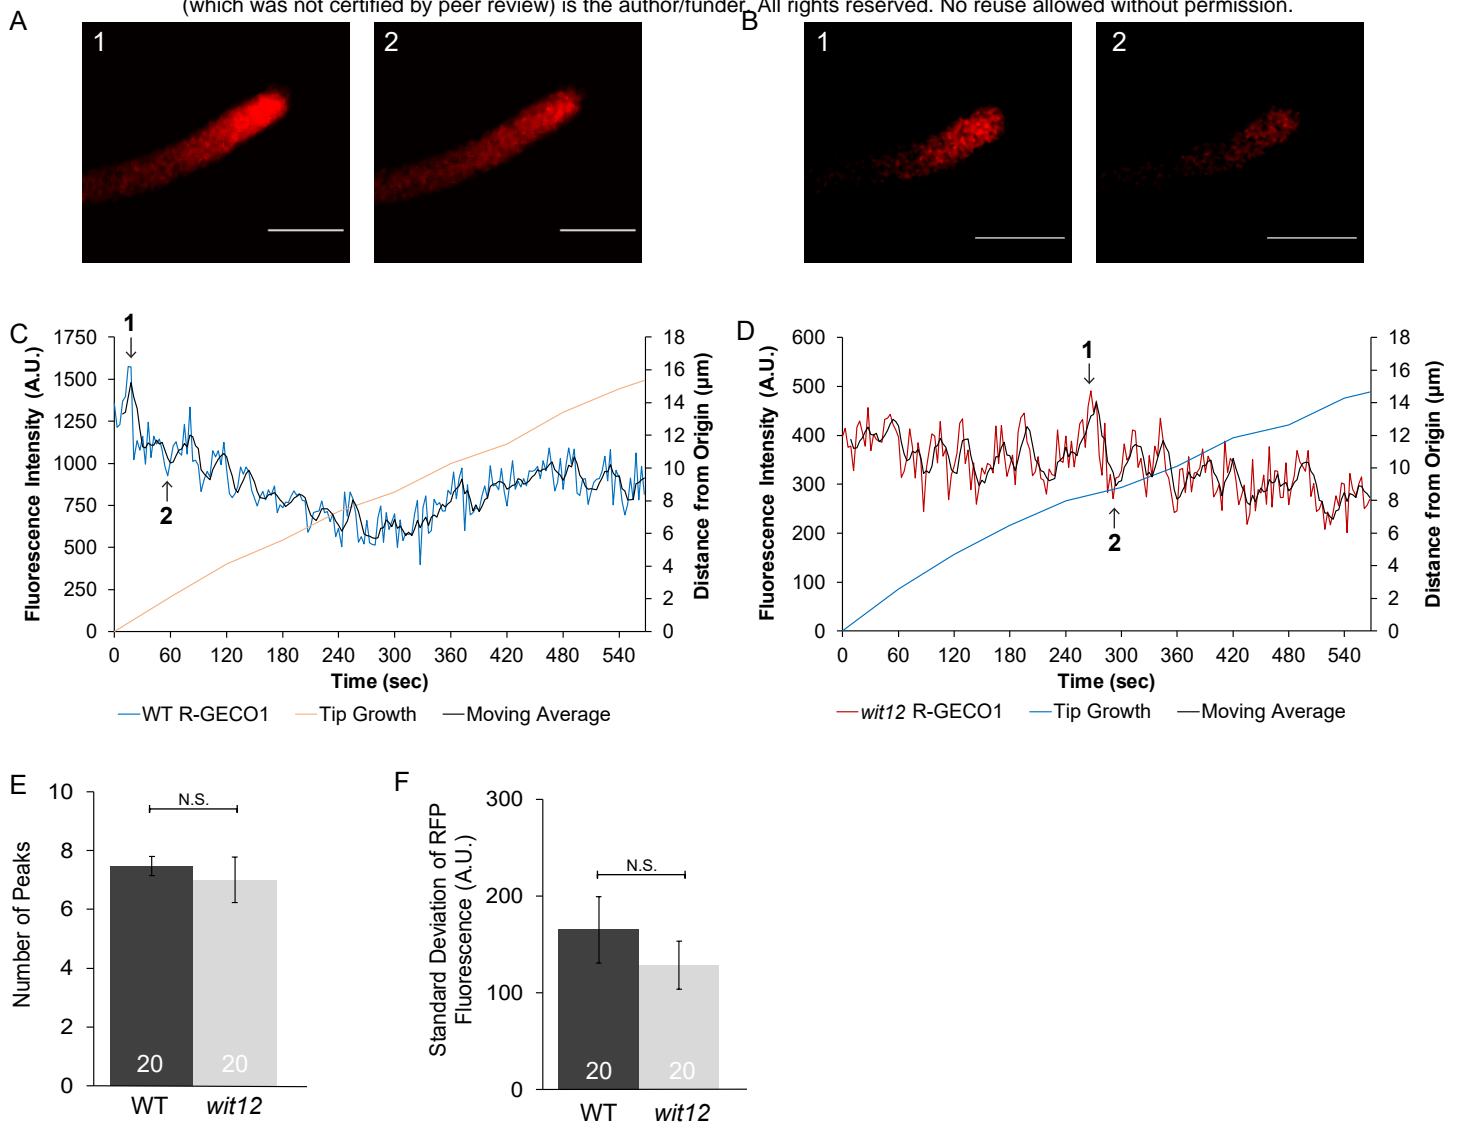 (which was not certified by peer review) is the author/funder. All rights reserved. No reuse allowed without permission.
A
1
2
B
1
2
C
1750
1500
1250
1000
750
500
250
0
Fluorescence Intensity (A.U.)
1
2
18
16
14
12
10
8
6
4
2
0
Distance from Origin (µm)
0 60 120 180 240 300 360 420 480 540
Time (sec)
WT R-GECO1 Tip Growth Moving Average
D
600
500
400
300
200
100
0
Fluorescence Intensity (A.U.)
1
2
18
16
14
12
10
8
6
4
2
0
Distance from Origin (µm)
0 60 120 180 240 300 360 420 480 540
Time (sec)
wit12 R-GECO1 Tip Growth Moving Average
E
10
8
6
4
2
0
Number of Peaks
N.S.
20 20
WT wit12
F
300
200
100
0
Standard Deviation of RFP
Fluorescence (A.U.)
N.S.
20 20
WT wit12